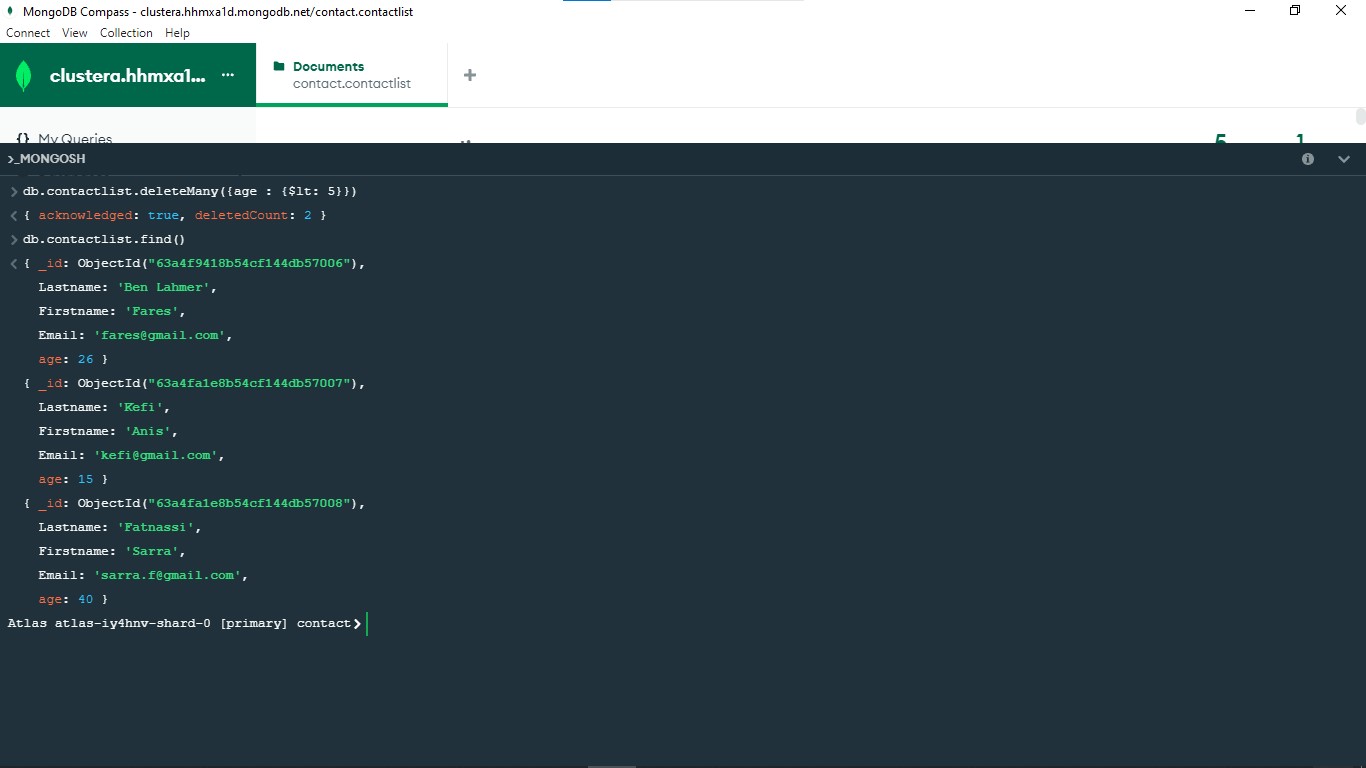 MongoDB Compass - clustera.hhmxa1d.mongodb.net/contact.contactlist
Connect View Collection Help
clustera.hhmxa1... ...
Documents
contact.contactlist
+
{} My Queries
5 1
>_MONGOSH
> db.contactlist.deleteMany({age : {$lt: 5}})
< { acknowledged: true, deletedCount: 2 }
> db.contactlist.find()
< { _id: ObjectId("63a4f9418b54cf144db57006"),
Lastname: 'Ben Lahmer',
Firstname: 'Fares',
Email: 'fares@gmail.com',
age: 26 }
{ _id: ObjectId("63a4fa1e8b54cf144db57007"),
Lastname: 'Kefi',
Firstname: 'Anis',
Email: 'kefi@gmail.com',
age: 15 }
{ _id: ObjectId("63a4fa1e8b54cf144db57008"),
Lastname: 'Fatnassi',
Firstname: 'Sarra',
Email: 'sarra.f@gmail.com',
age: 40 }
Atlas atlas-iy4hnv-shard-0 [primary] contact>